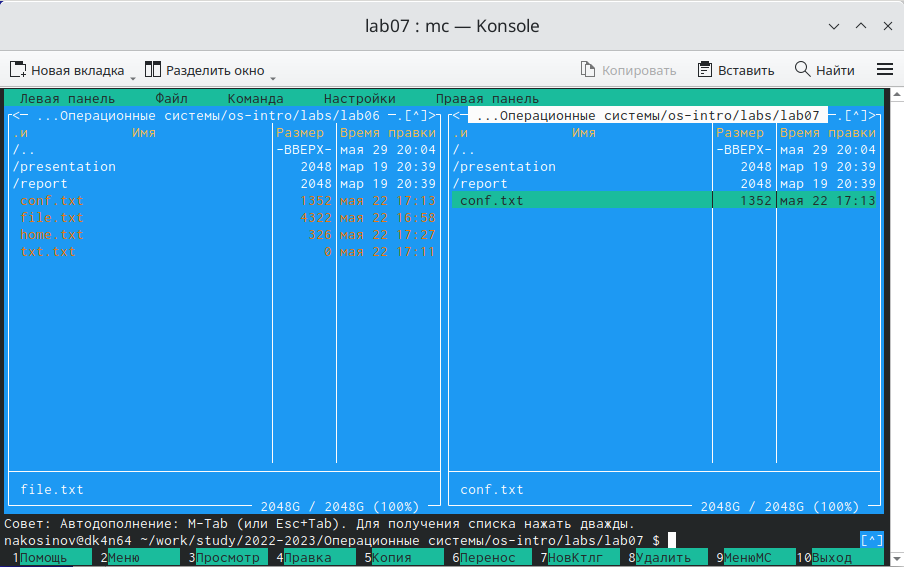 lab07 : mc — Konsole
Новая вкладка Разделить окно Копировать Вставить Найти
Левая панель Файл Команда Настройки Правая панель
<─ ...Операционные системы/os-intro/labs/lab06 ─.[^]> <─ ...Операционные системы/os-intro/labs/lab07 ─.[^]>
.и Имя Размер Время правки .и Имя Размер Время правки
/.. -ВВЕРХ- мая 29 20:04 /.. -ВВЕРХ- мая 29 20:04
/presentation 2048 мар 19 20:39 /presentation 2048 мар 19 20:39
/report 2048 мар 19 20:39 /report 2048 мар 19 20:39
conf.txt 1352 мая 22 17:13 conf.txt 1352 мая 22 17:13
file.txt 4322 мая 22 16:58
home.txt 326 мая 22 17:27
txt.txt 0 мая 22 17:11
file.txt conf.txt
2048G / 2048G (100%) 2048G / 2048G (100%)
Совет: Автодополнение: M-Tab (или Esc+Tab). Для получения списка нажать дважды.
nakosinov@dk4n64 ~/work/study/2022-2023/Операционные системы/os-intro/labs/lab07 $ [^]
1Помощь 2Меню 3Просмотр 4Правка 5Копия 6Перенос 7НовКтлг 8Удалить 9МенюМС 10Выход